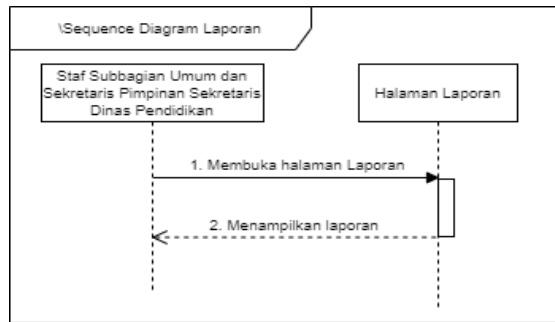 \Sequence Diagram Laporan
Staf Subbagian Umum dan
Sekretaris Pimpinan Sekretaris
Dinas Pendidikan
Halaman Laporan
1. Membuka halaman Laporan
2. Menampilkan laporan